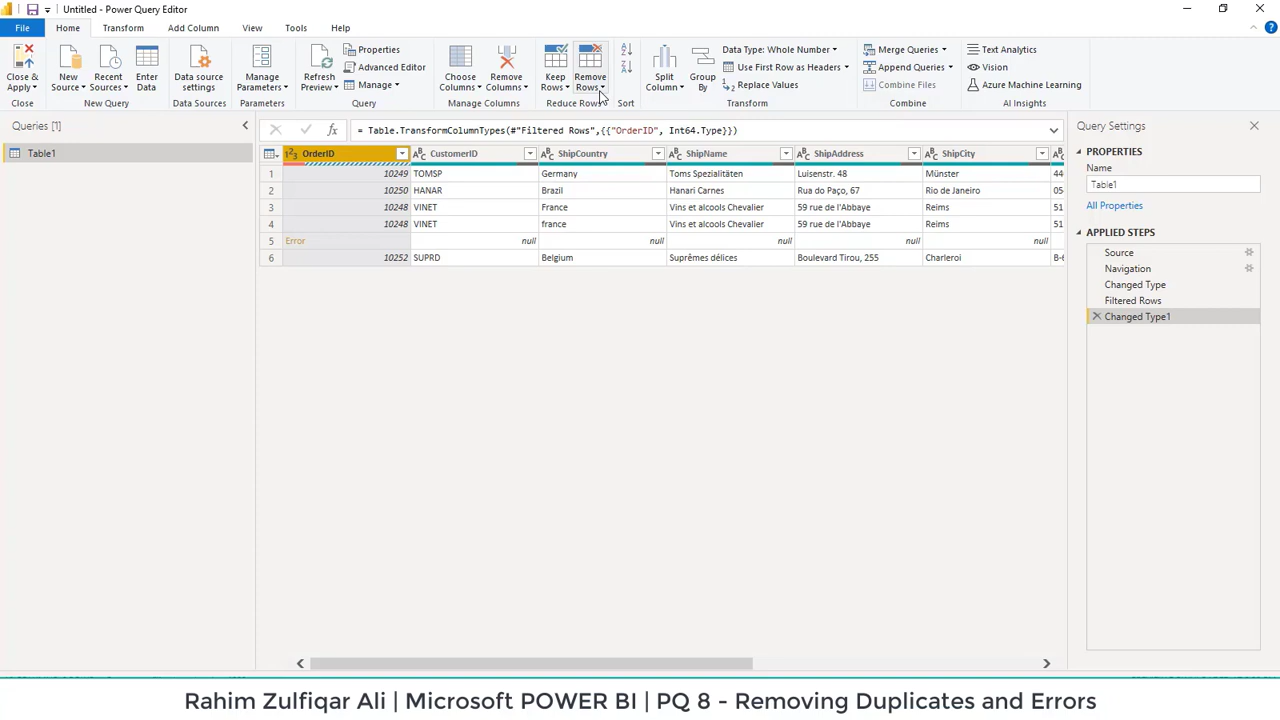 Untitled - Power Query Editor
File Home Transform Add Column View Tools Help
Close & Apply New Source Recent Sources Enter Data Data source settings Manage Parameters Refresh Preview Properties Advanced Editor Manage Choose Columns Remove Columns Keep Rows Remove Rows Split Column Group By Data Type: Whole Number Use First Row as Headers Replace Values Merge Queries Append Queries Combine Files Text Analytics Vision Azure Machine Learning
Close New Query Data Sources Parameters Query Manage Columns Reduce Rows Sort Transform Combine AI Insights
Queries [1]
Table1
= Table.TransformColumnTypes(#"Filtered Rows",{{"OrderID", Int64.Type}})
OrderID CustomerID ShipCountry ShipName ShipAddress ShipCity
1 10249 TOMSP Germany Toms Spezialitäten Luisenstr. 48 Münster 44
2 10250 HANAR Brazil Hanari Carnes Rua do Paço, 67 Rio de Janeiro 05
3 10248 VINET France Vins et alcools Chevalier 59 rue de l'Abbaye Reims 51
4 10248 VINET france Vins et alcools Chevalier 59 rue de l'Abbaye Reims 51
5 Error null null null null null
6 10252 SUPRD Belgium Suprêmes délices Boulevard Tirou, 255 Charleroi B-6
Query Settings
PROPERTIES
Name
Table1
All Properties
APPLIED STEPS
Source
Navigation
Changed Type
Filtered Rows
Changed Type1
Rahim Zulfiqar Ali | Microsoft POWER BI | PQ 8 - Removing Duplicates and Errors